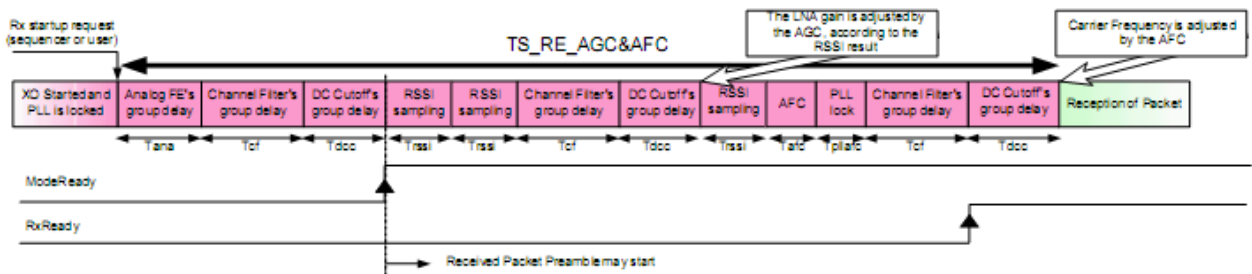 Rx startup request
(sequencer or user)
TS_RE_AGC&AFC
The LNA gain is adjusted by
the AGC, according to the
RSSI result
Carrier Frequency is adjusted
by the AFC
XO Started and
PLL is locked
Analog FE's
group delay
Channel Filter's
group delay
DC Cutoff's
group delay
RSSI
sampling
RSSI
sampling
Channel Filter's
group delay
DC Cutoff's
group delay
RSSI
sampling
AFC
PLL
lock
Channel Filter's
group delay
DC Cutoff's
group delay
Reception of Packet
Tana
Tcf
Tdcc
Trssi
Trssi
Tcf
Tdcc
Trssi
Tafc
Tpllafc
Tcf
Tdcc
ModeReady
RxReady
Received Packet Preamble may start